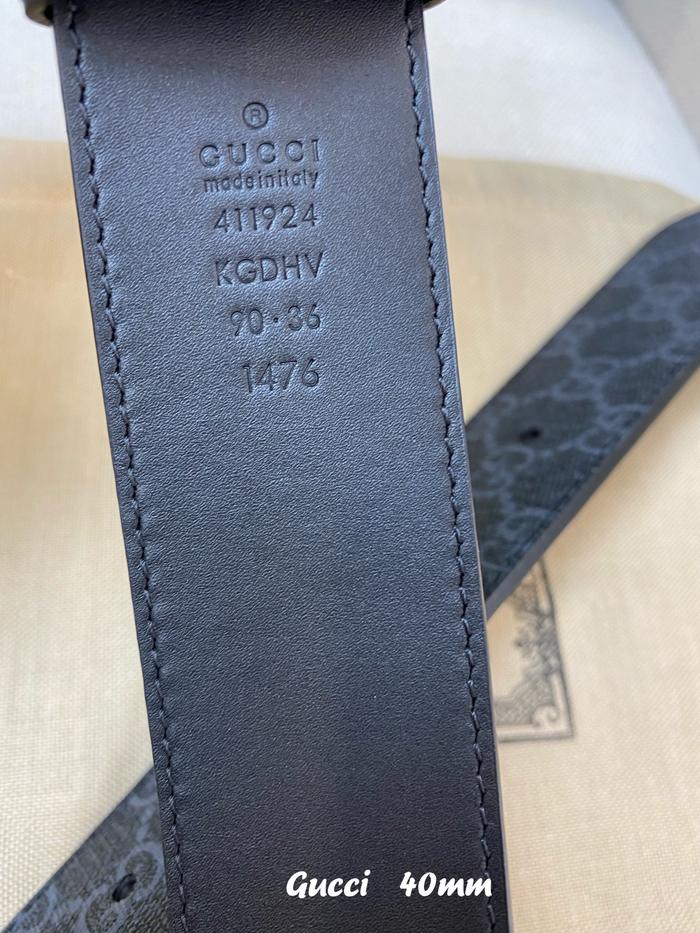 ®
GUCCI
made in italy
411924
KGDHV
90·36
1476
Gucci 40mm